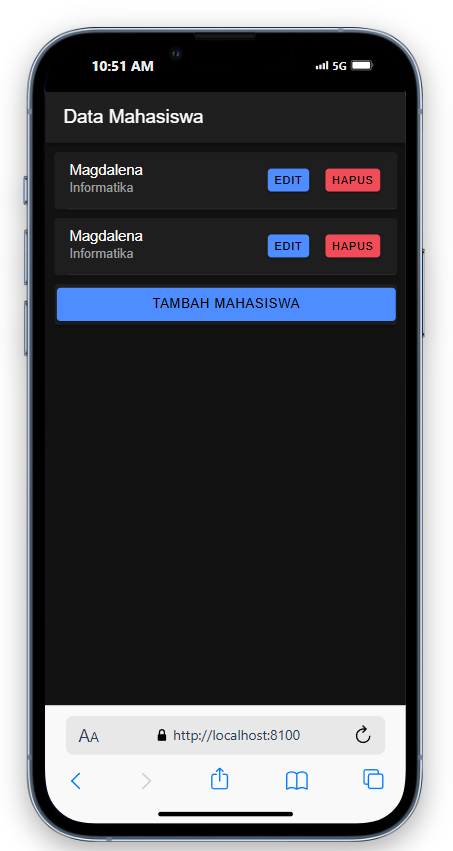 10:51 AM
5G
Data Mahasiswa
Magdalena
Informatika
EDIT
HAPUS
Magdalena
Informatika
EDIT
HAPUS
TAMBAH MAHASISWA
AA
http://localhost:8100